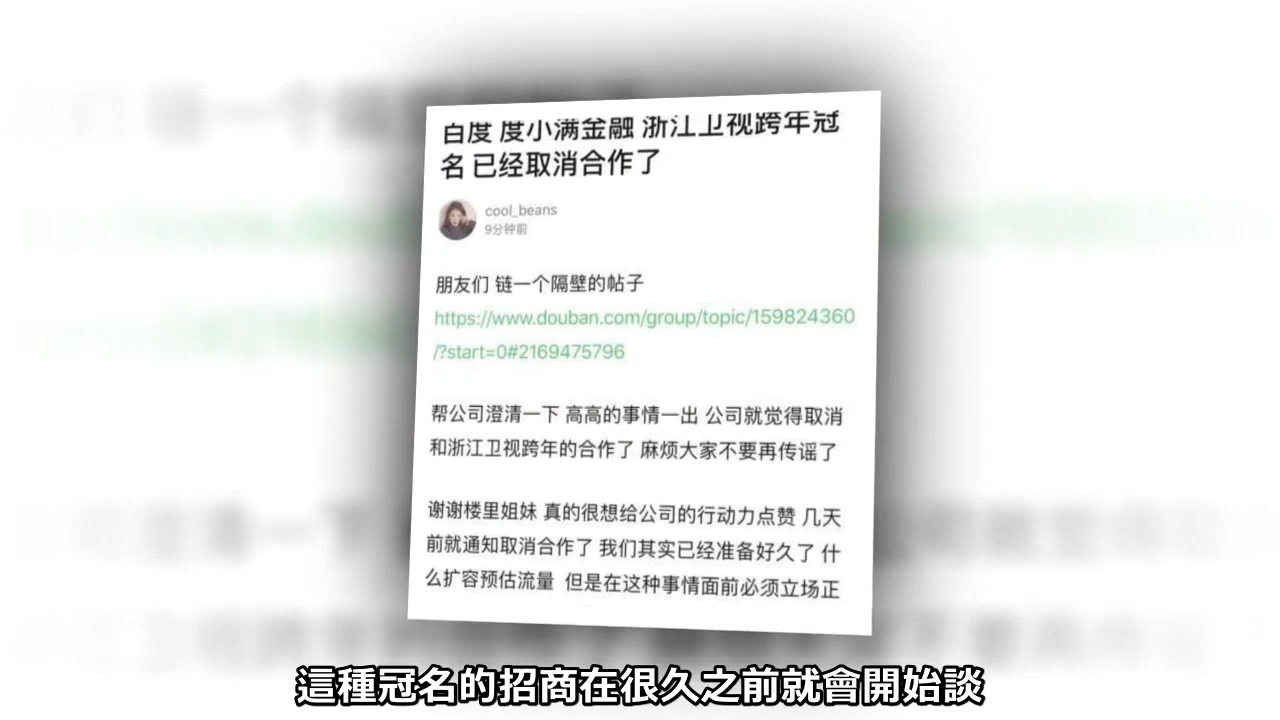 百度 度小满金融 浙江卫视跨年冠
名 已经取消合作了
cool_beans
9分钟前
朋友们 链一个隔壁的帖子
https://www.douban.com/group/topic/159824360
/?start=0#2169475796
帮公司澄清一下 高高的事情一出 公司就觉得取消
和浙江卫视跨年的合作了 麻烦大家不要再传谣了
谢谢楼里姐妹 真的很想给公司的行动力点赞 几天
前就通知取消合作了 我们其实已经准备好久了 什
么扩容预估流量 但是在这种事情面前必须立场正
這種冠名的招商在很久之前就會開始談